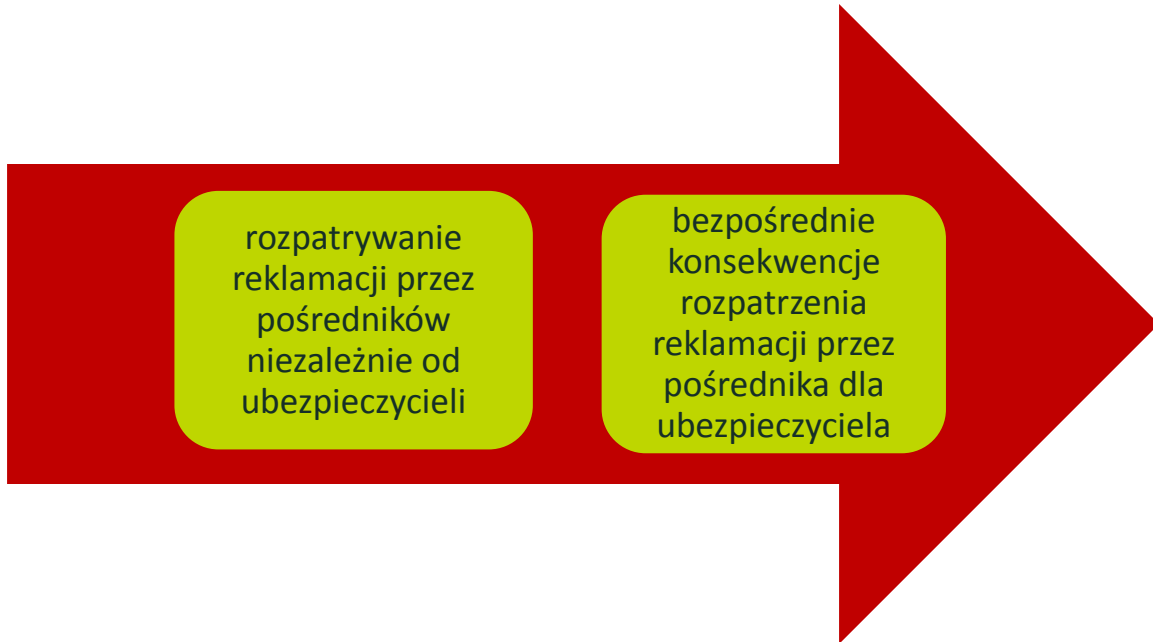 rozpatrywanie
reklamacji przez
pośredników
niezależnie od
ubezpieczycieli
bezpośrednie
konsekwencje
rozpatrzenia
reklamacji przez
pośrednika dla
ubezpieczyciela